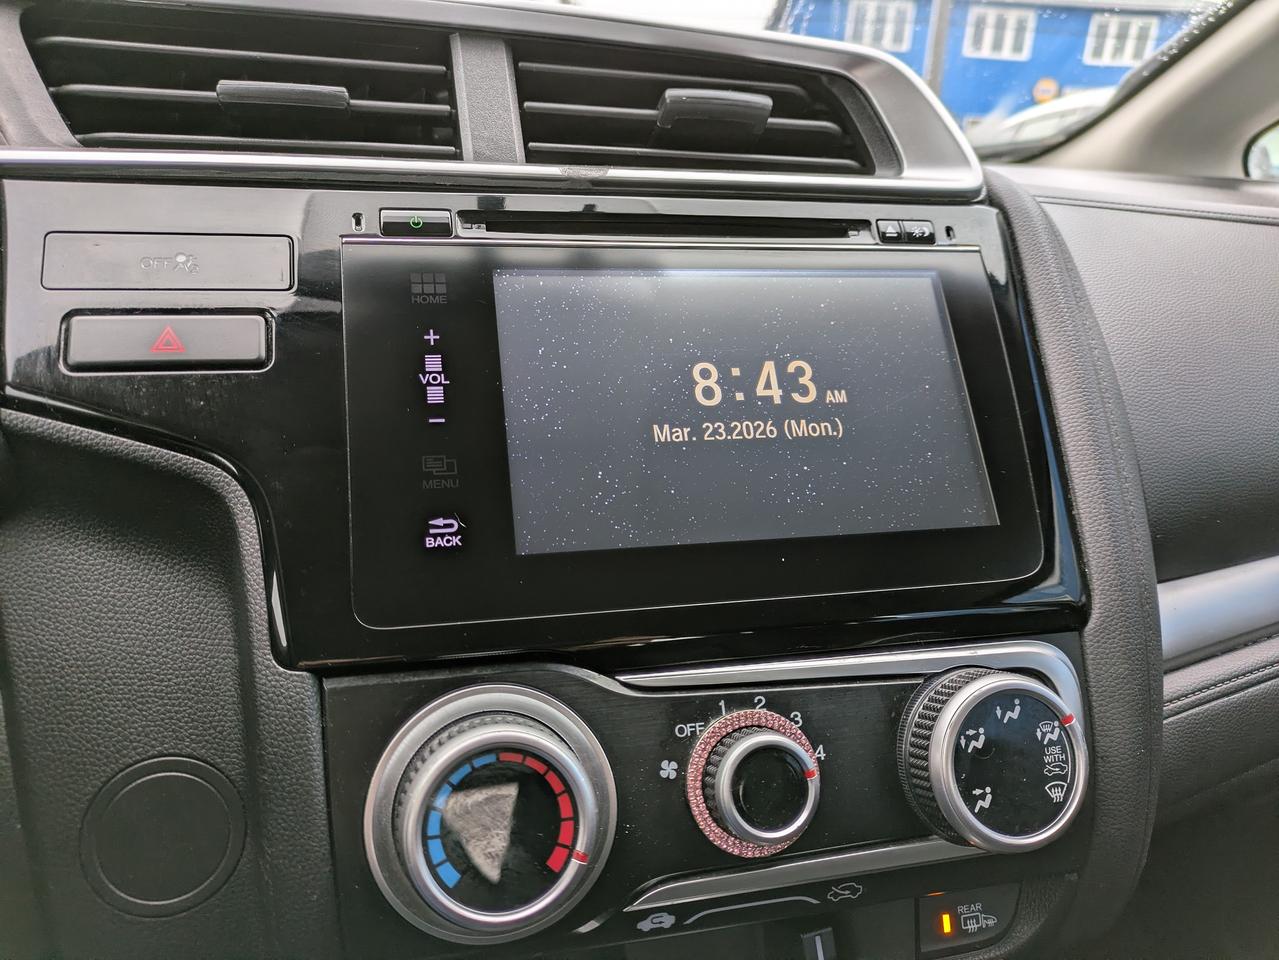 OFF
HOME
+
VOL
−
MENU
BACK
8:43 AM
Mar. 23.2026 (Mon.)
OFF 1 2 3 4
USE
WITH
REAR